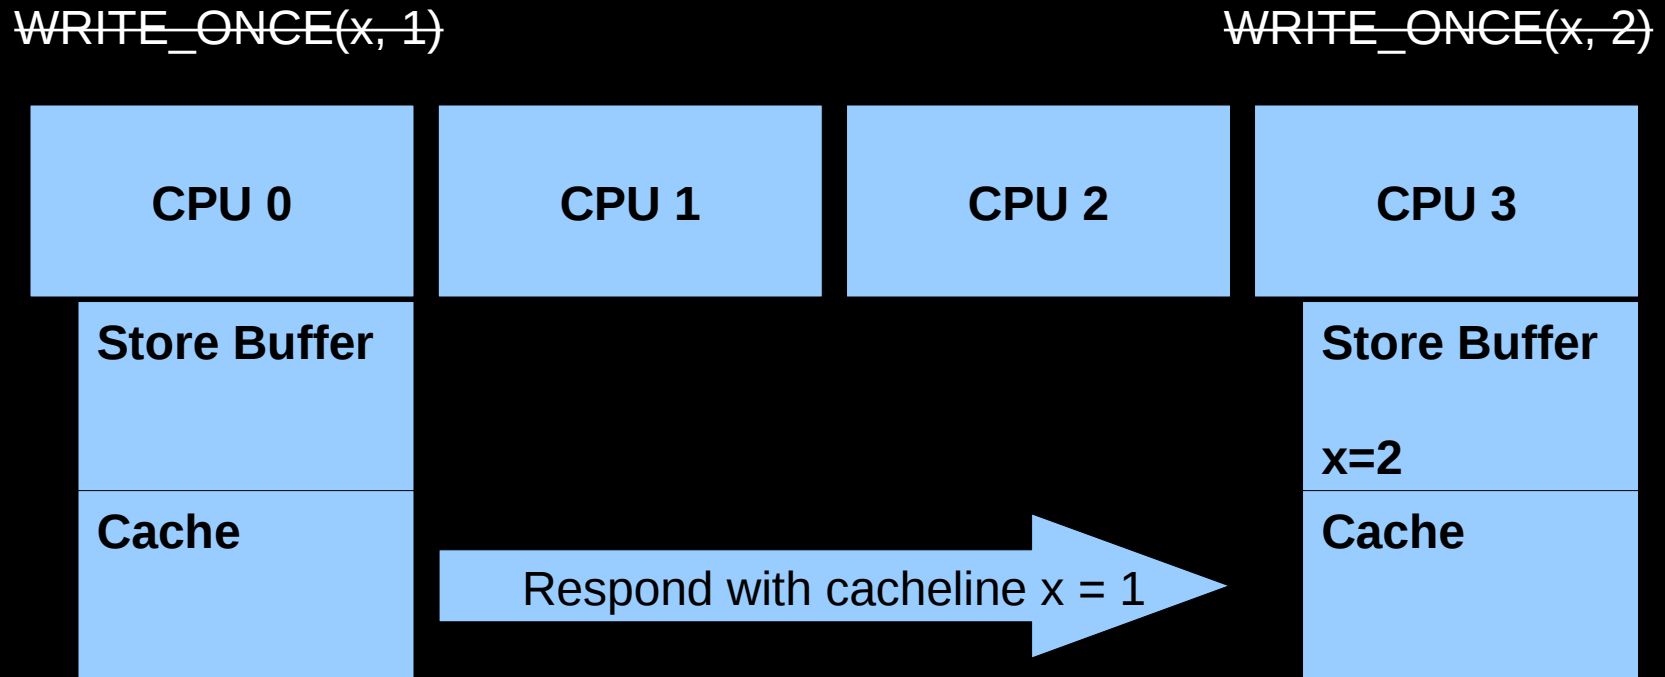 WRITE_ONCE(x, 1)
WRITE_ONCE(x, 2)
CPU 0
CPU 1
CPU 2
CPU 3
Store Buffer
Store Buffer
x=2
Cache
Cache
Respond with cacheline x = 1